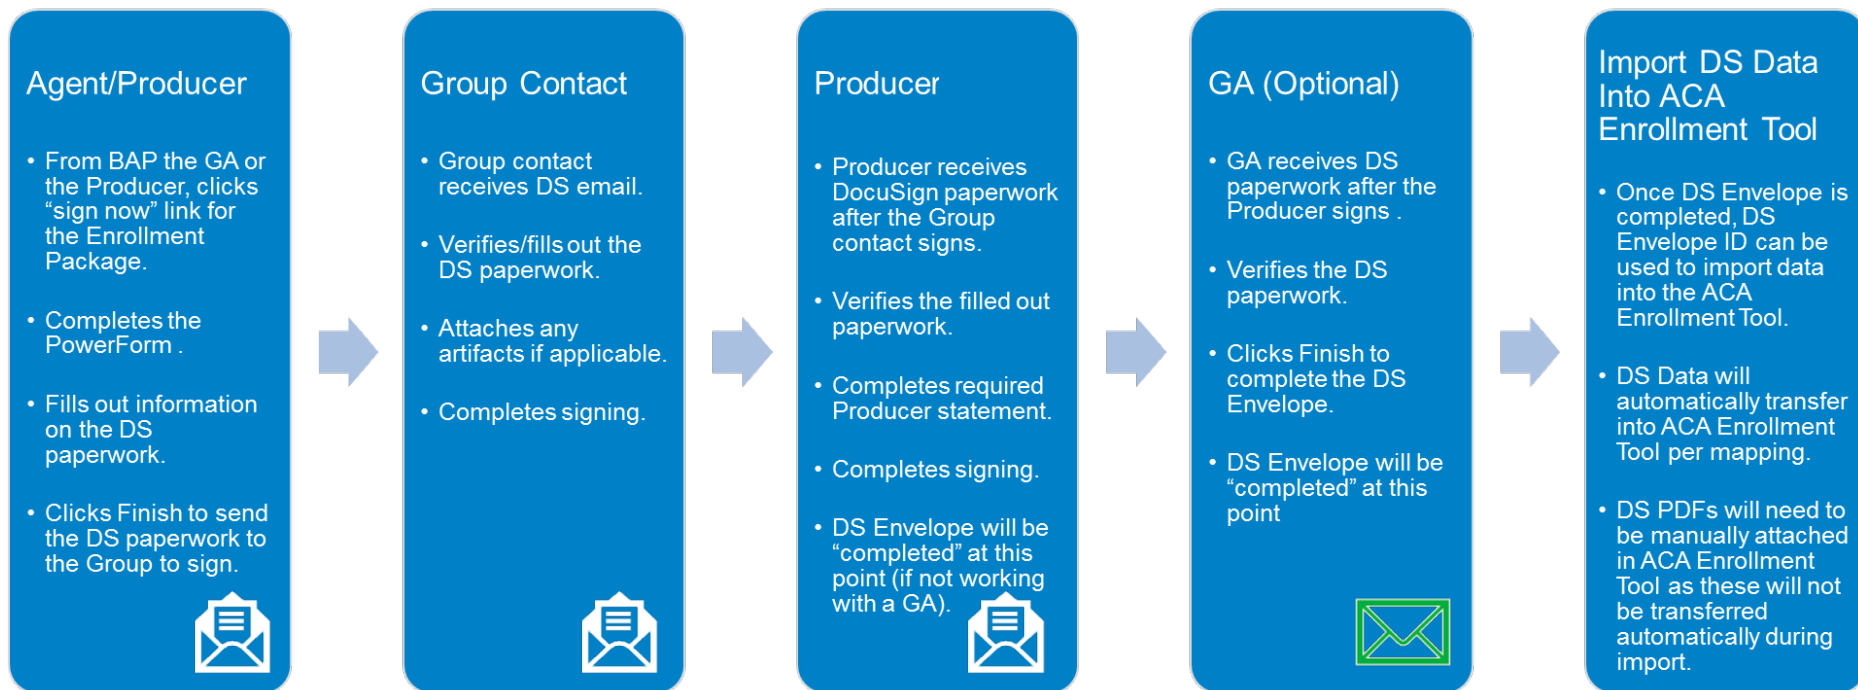 Agent/Producer
• From BAP the GA or
the Producer, clicks
“sign now” link for
the Enrollment
Package.
• Completes the
PowerForm .
• Fills out information
on the DS
paperwork.
• Clicks Finish to send
the DS paperwork to
the Group to sign.
Group Contact
• Group contact
receives DS email.
• Verifies/fills out the
DS paperwork.
• Attaches any
artifacts if applicable.
• Completes signing.
Producer
• Producer receives
DocuSign paperwork
after the Group
contact signs.
• Verifies the filled out
paperwork.
• Completes required
Producer statement.
• Completes signing.
• DS Envelope will be
“completed” at this
point (if not working
with a GA).
GA (Optional)
• GA receives DS
paperwork after the
Producer signs .
• Verifies the DS
paperwork.
• Clicks Finish to
complete the DS
Envelope.
• DS Envelope will be
“completed” at this
point
Import DS Data
Into ACA
Enrollment Tool
• Once DS Envelope is
completed, DS
Envelope ID can be
used to import data
into the ACA
Enrollment Tool.
• DS Data will
automatically transfer
into ACA Enrollment
Tool per mapping.
• DS PDFs will need to
be manually attached
in ACA Enrollment
Tool as these will not
be transferred
automatically during
import.